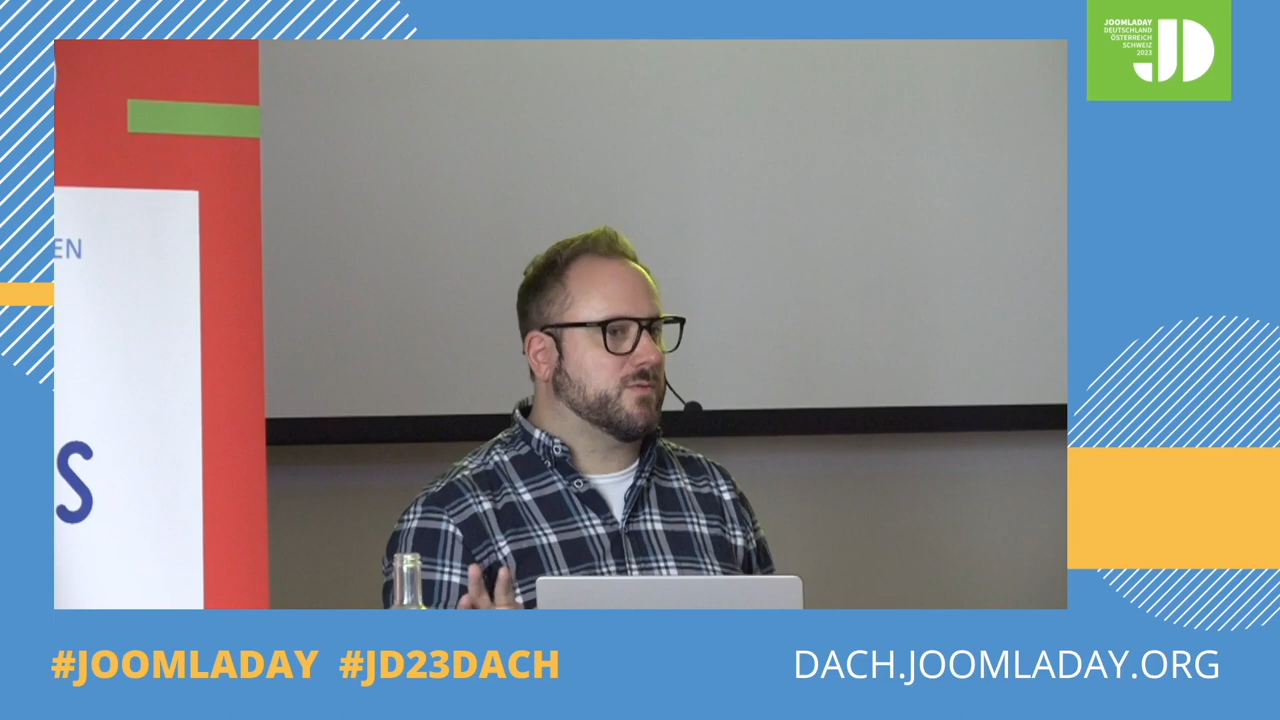 JOOMLADAY
DEUTSCHLAND
ÖSTERREICH
SCHWEIZ
2023
JD
EN
S
#JOOMLADAY #JD23DACH
DACH.JOOMLADAY.ORG